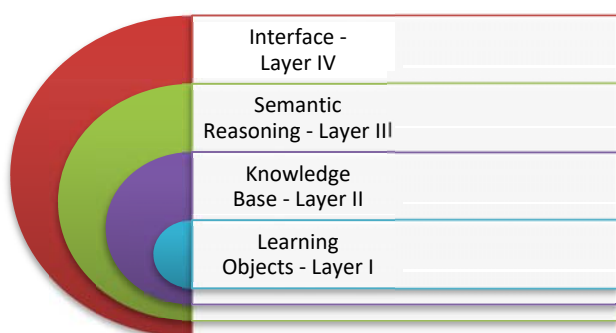 Interface -
Layer IV
Semantic
Reasoning - Layer III
Knowledge
Base - Layer II
Learning
Objects - Layer I